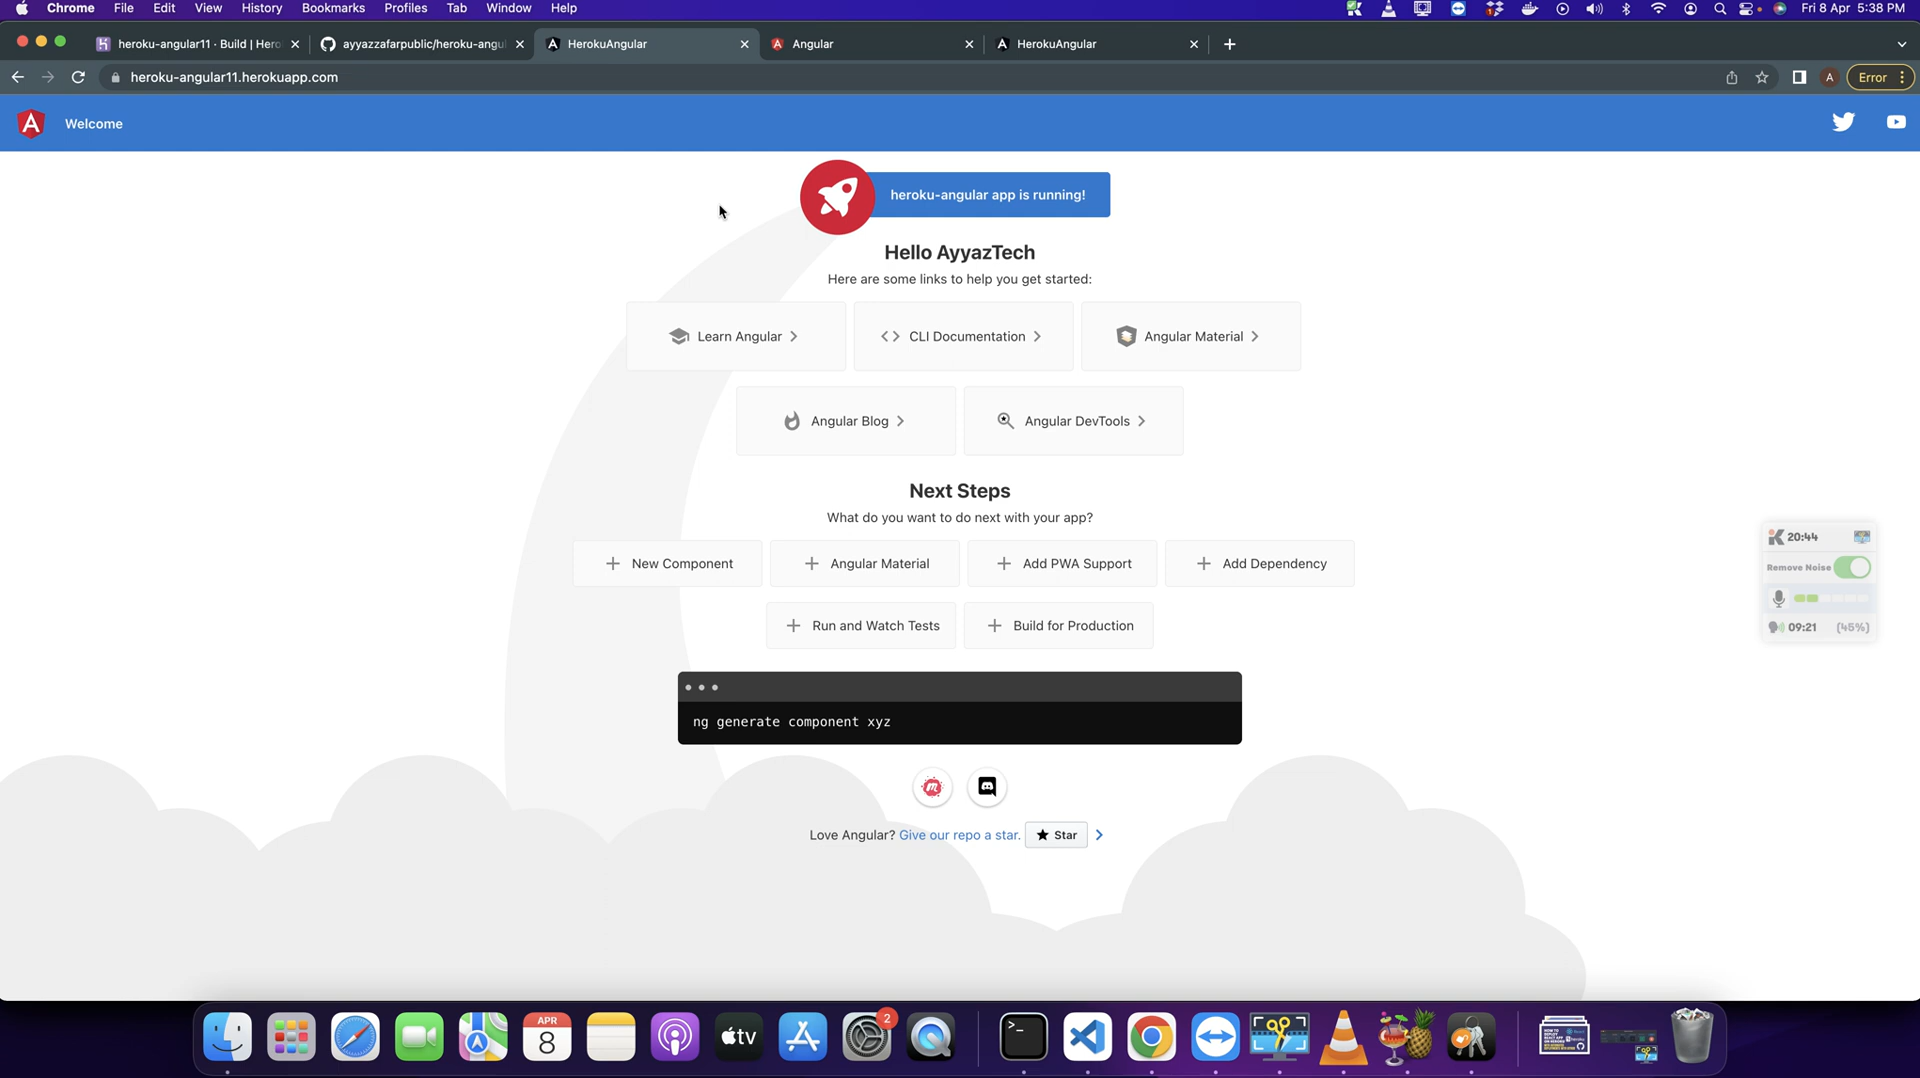 Chrome File Edit View History Bookmarks Profiles Tab Window Help Fri 8 Apr 5:38 PM
heroku-angular11 · Build | Hero ayyazzafarpublic/heroku-angul HerokuAngular Angular HerokuAngular
heroku-angular11.herokuapp.com A Error
Welcome
heroku-angular app is running!
Hello AyyazTech
Here are some links to help you get started:
Learn Angular CLI Documentation Angular Material
Angular Blog Angular DevTools
Next Steps
What do you want to do next with your app?
New Component Angular Material Add PWA Support Add Dependency
Run and Watch Tests Build for Production
ng generate component xyz
Love Angular? Give our repo a star. Star
20:44
Remove Noise
09:21 (45%)
APR
8
2
tv